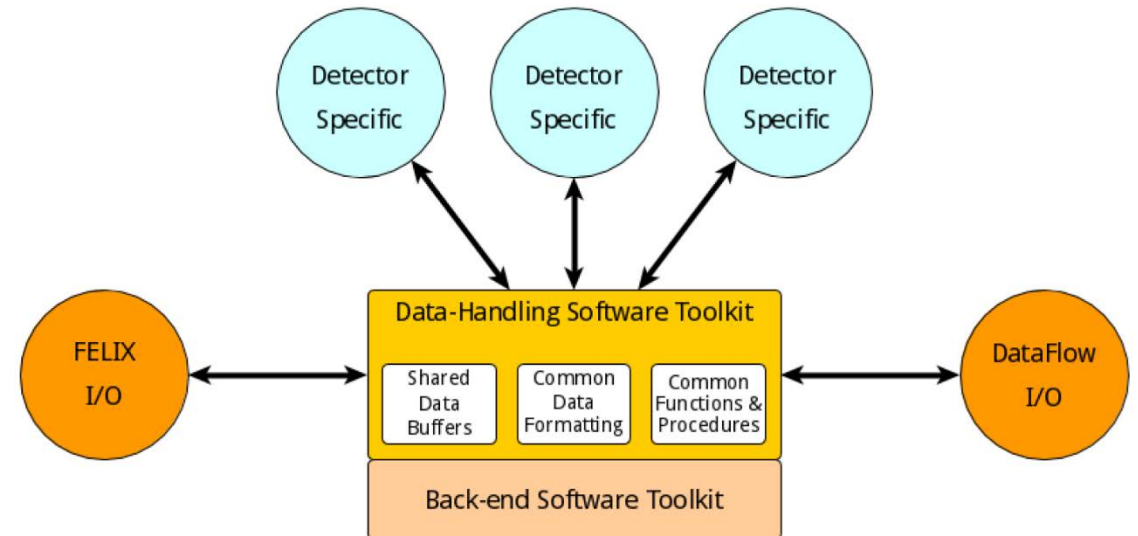 Detector
Specific
Detector
Specific
Detector
Specific
Data-Handling Software Toolkit
FELIX
I/O
Shared
Data
Buffers
Common
Data
Formatting
Common
Functions &
Procedures
DataFlow
I/O
Back-end Software Toolkit